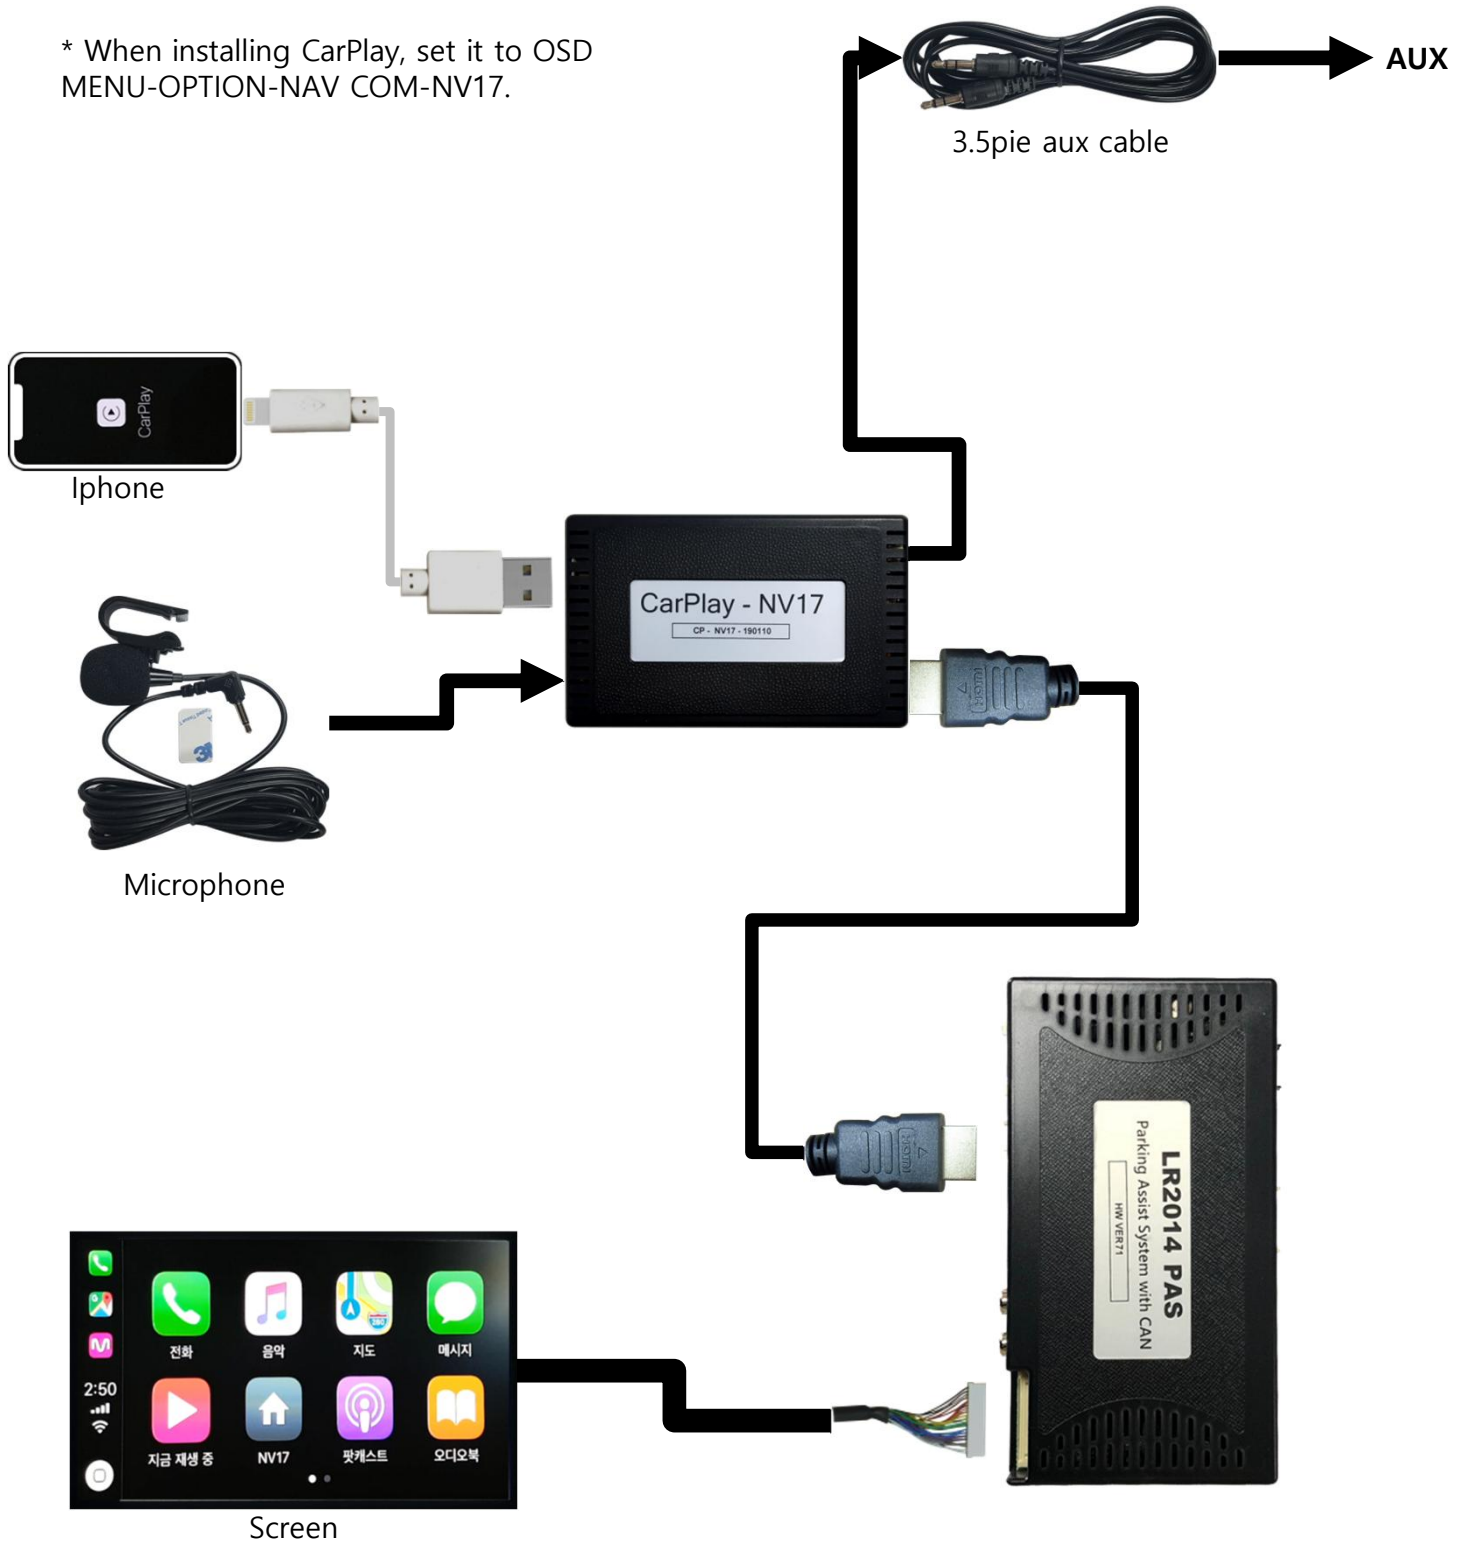 * When installing CarPlay, set it to OSD
MENU-OPTION-NAV COM-NV17.
AUX
3.5pie aux cable
CarPlay
Iphone
CarPlay - NV17
CP - NV17 - 190110
Microphone
LR2014 PAS
Parking Assist System with CAN
HW VER71
2:50
전화
음악
지도
메시지
지금 재생 중
NV17
팟캐스트
오디오북
Screen